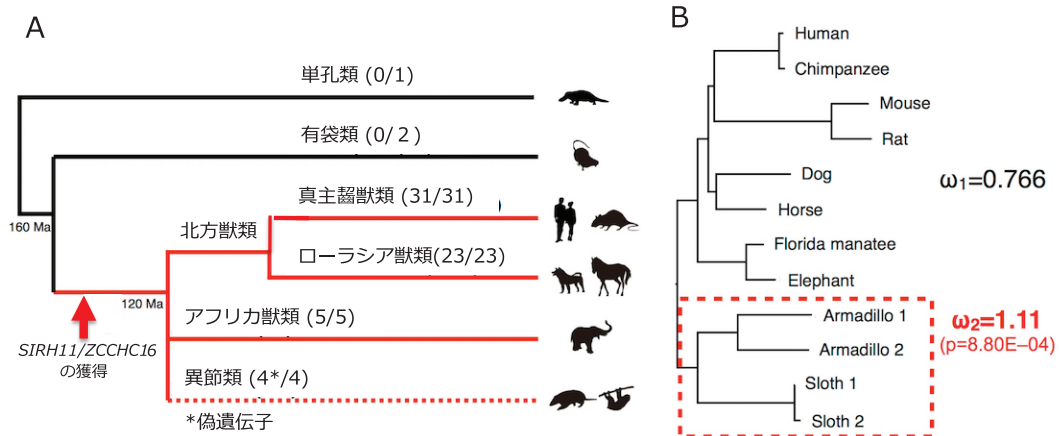 A
単孔類 (0/1)
有袋類 (0/2 )
真主齧獣類 (31/31)
160 Ma
北方獣類
ローラシア獣類(23/23)
120 Ma
アフリカ獣類 (5/5)
SIRH11/ZCCHC16
の獲得
異節類 (4*/4)
*偽遺伝子
B
Human
Chimpanzee
Mouse
Rat
Dog
ω1=0.766
Horse
Florida manatee
Elephant
Armadillo 1
ω2=1.11
(p=8.80E–04)
Armadillo 2
Sloth 1
Sloth 2